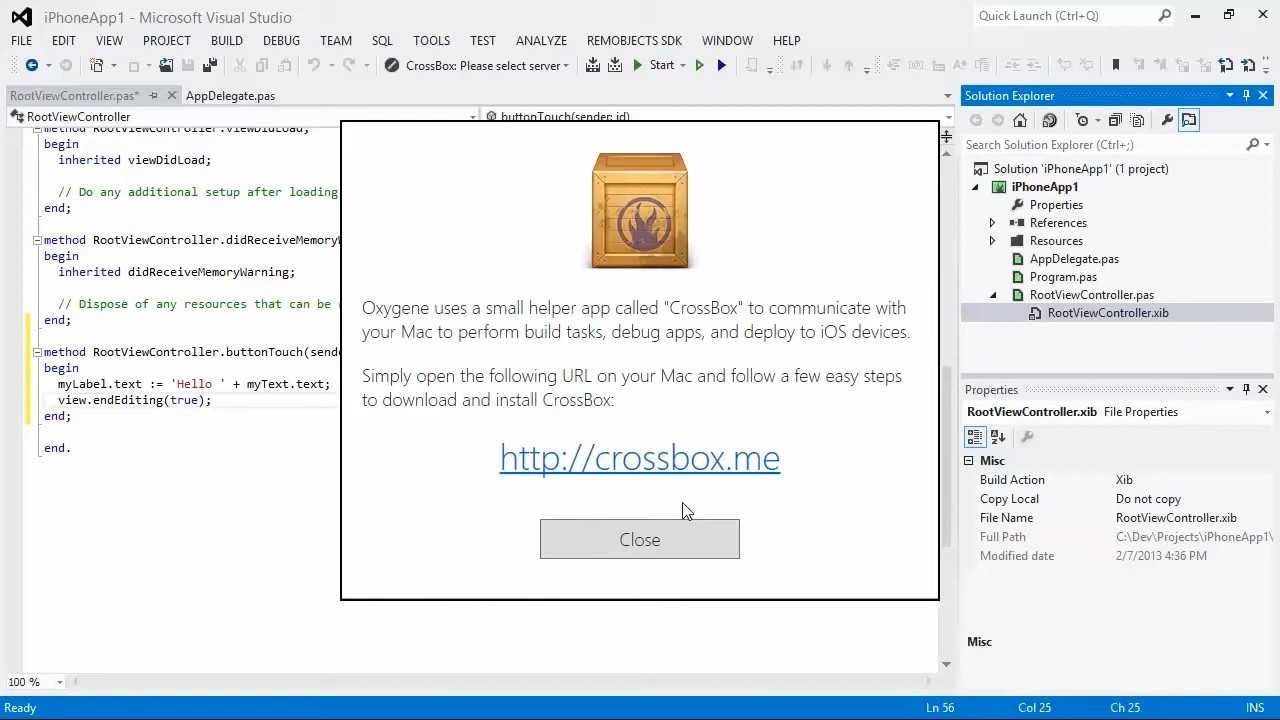 iPhoneApp1 - Microsoft Visual Studio
Quick Launch (Ctrl+Q)
FILE EDIT VIEW PROJECT BUILD DEBUG TEAM SQL TOOLS TEST ANALYZE REMOBJECTS SDK WINDOW HELP
CrossBox: Please select server
Start
RootViewController.pas*
AppDelegate.pas
RootViewController
buttonTouch(sender: id)
method RootViewController.viewDidLoad;
begin
inherited viewDidLoad;
// Do any additional setup after loading
end;
method RootViewController.didReceiveMemoryW
begin
inherited didReceiveMemoryWarning;
// Dispose of any resources that can be
end;
method RootViewController.buttonTouch(sende
begin
myLabel.text := 'Hello ' + myText.text;
view.endEditing(true);
end;
end.
Oxygene uses a small helper app called "CrossBox" to communicate with
your Mac to perform build tasks, debug apps, and deploy to iOS devices.
Simply open the following URL on your Mac and follow a few easy steps
to download and install CrossBox:
http://crossbox.me
Close
Solution Explorer
Search Solution Explorer (Ctrl+;)
Solution 'iPhoneApp1' (1 project)
iPhoneApp1
Properties
References
Resources
AppDelegate.pas
Program.pas
RootViewController.pas
RootViewController.xib
Properties
RootViewController.xib File Properties
Misc
Build Action Xib
Copy Local Do not copy
File Name RootViewController.xib
Full Path C:\Dev\Projects\iPhoneApp1\
Modified date 2/7/2013 4:36 PM
Misc
100 %
Ready
Ln 56
Col 25
Ch 25
INS